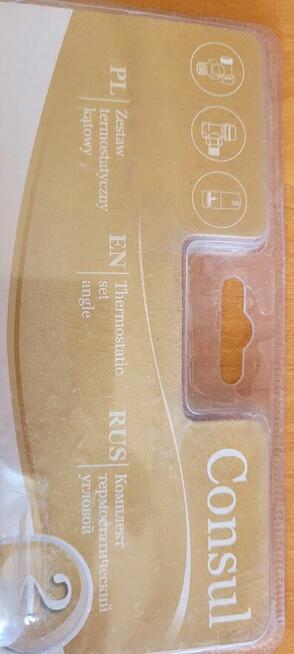 Consul
PL
Zestaw
termostatyczny
kątowy
EN
Thermostatic
set
angle
RUS
Комплект
термостатический
угловой
2